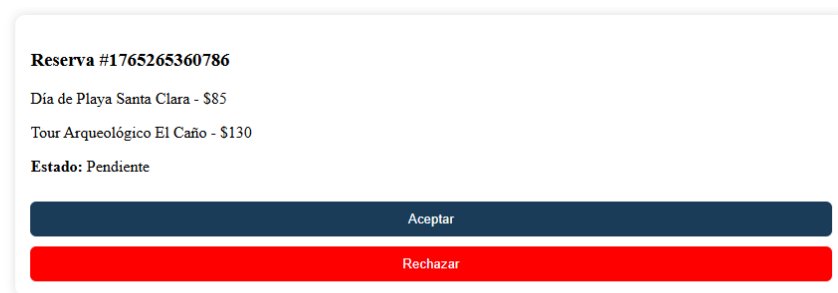 Reserva #1765265360786
Día de Playa Santa Clara - $85
Tour Arqueológico El Caño - $130
Estado: Pendiente
Aceptar
Rechazar